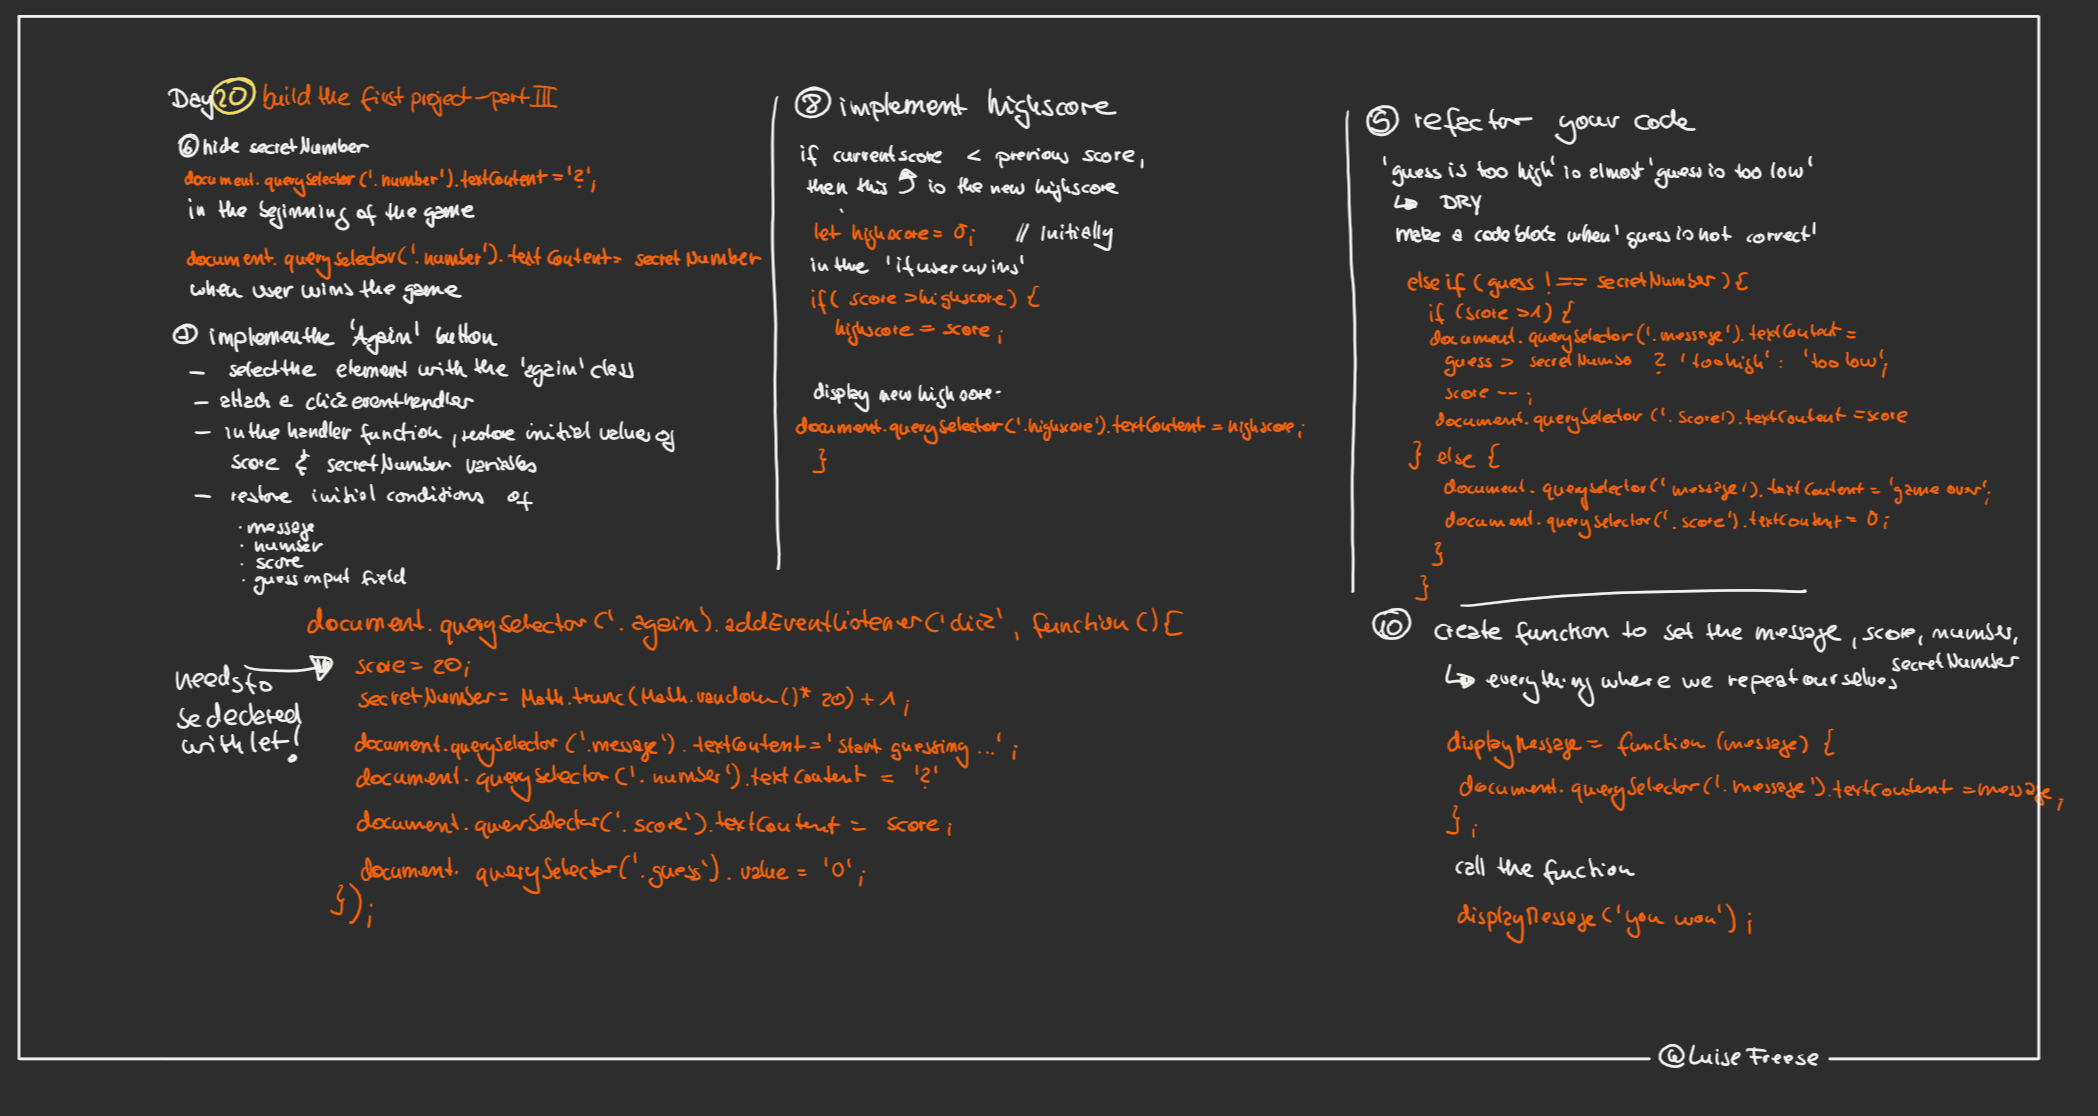 Day 20 build the first project - part III
⑥ hide secretNumber
document.querySelector('.number').textContent = '?';
in the beginning of the game
document.querySelector('.number').textContent = secretNumber
when user wins the game
⑦ implement the 'Again' button
— select the element with the 'again' class
— attach a click eventhandler
— in the handler function, restore initial values of
score & secretNumber variables
— restore initial conditions of
· message
· number
· score
· guess input field
document.querySelector('.again').addEventListener('click', function () {
needs to
be declared
with let!
score = 20;
secretNumber = Math.trunc(Math.random() * 20) + 1;
document.querySelector('.message').textContent = 'Start guessing ...';
document.querySelector('.number').textContent = '?'
document.querSelector('.score').textContent = score;
document.querySelector('.guess').value = '0';
});
⑧ implement highscore
if currentscore < previous score,
then this is the new highscore
let highscore = 0; // initially
in the 'if user wins'
if( score > highscore) {
highscore = score;
display new highscore-
document.querySelector('.highscore').textContent = highscore;
}
⑨ refactor your code
'guess is too high' is almost 'guess is too low'
↳ DRY
make a code block when 'guess is not correct'
else if (guess !== secretNumber) {
if (score > 1) {
document.querySelector('.message').textContent =
guess > secretNumber ? 'too high' : 'too low';
score --;
document.querySelector('.score').textContent = score
} else {
document.querySelector('message').textContent = 'game over';
document.querySelector('.score').textContent = 0;
}
}
⑩ create function to set the message, score, number,
secretNumber
↳ everything where we repeat ourselves
displayMessage = function (message) {
document.querySelector('.message').textContent = message;
};
call the function
displayMessage('you won');
@LuiseFreese